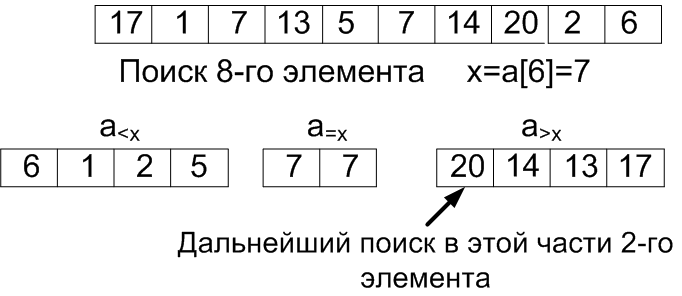 17 1 7 13 5 7 14 20 2 6
Поиск 8-го элемента x=a[6]=7
a<x a=x a>x
6 1 2 5 7 7 20 14 13 17
Дальнейший поиск в этой части 2-го
элемента